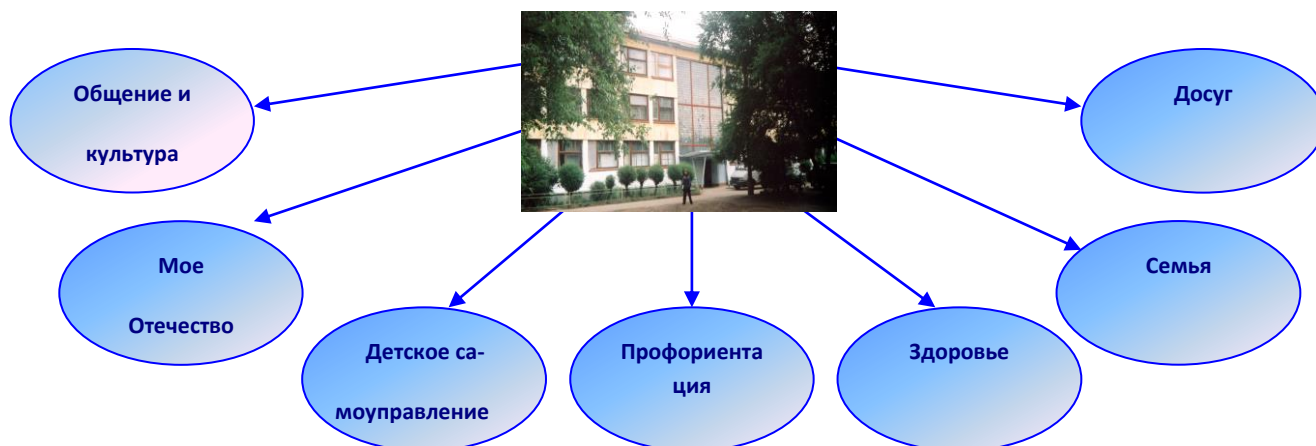 Общение и
культура
Мое
Отечество
Детское са-
моуправление
Профориента
ция
Здоровье
Семья
Досуг